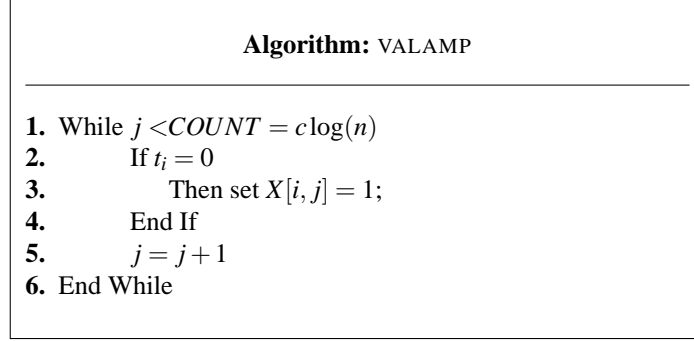 Algorithm: VALAMP
1. While j <COUNT = c log(n)
2. If t_i = 0
3. Then set X[i, j] = 1;
4. End If
5. j = j + 1
6. End While